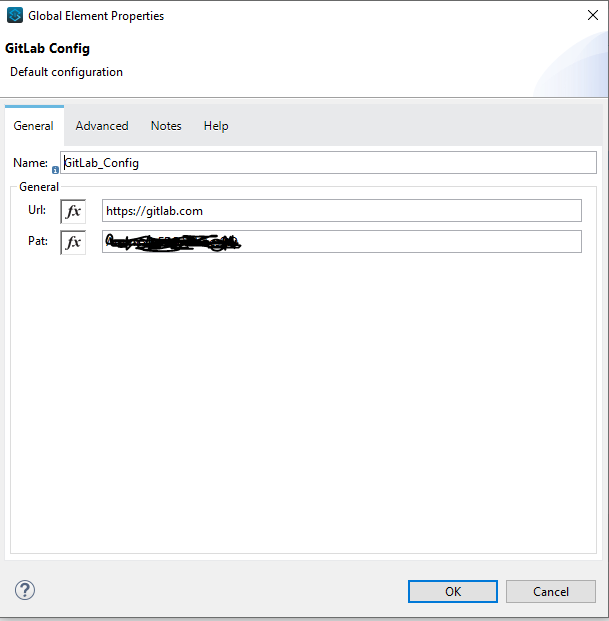 Global Element Properties
GitLab Config
Default configuration
General Advanced Notes Help
Name: GitLab_Config
General
Url: fx https://gitlab.com
Pat: fx
? OK Cancel